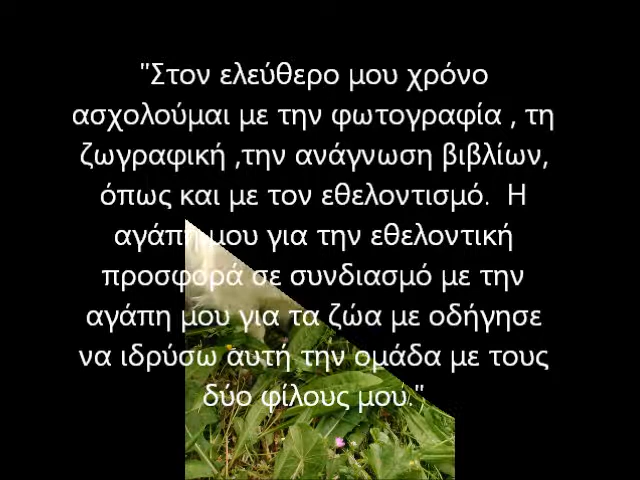 "Στον ελεύθερο μου χρόνο
ασχολούμαι με την φωτογραφία , τη
ζωγραφική ,την ανάγνωση βιβλίων,
όπως και με τον εθελοντισμό.  Η
αγάπη μου για την εθελοντική
προσφορά σε συνδιασμό με την
αγάπη μου για τα ζώα με οδήγησε
να ιδρύσω αυτή την ομάδα με τους
δύο φίλους μου."